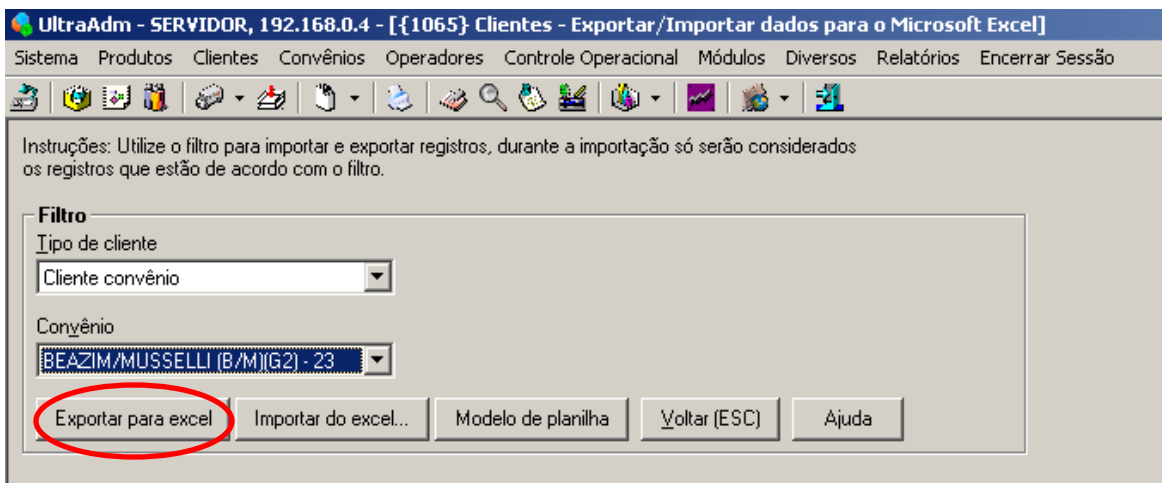 UltraAdm - SERVIDOR, 192.168.0.4 - [{1065} Clientes - Exportar/Importar dados para o Microsoft Excel]
Sistema Produtos Clientes Convênios Operadores Controle Operacional Módulos Diversos Relatórios Encerrar Sessão
Instruções: Utilize o filtro para importar e exportar registros, durante a importação só serão considerados
os registros que estão de acordo com o filtro.
Filtro
Tipo de cliente
Cliente convênio
Convênio
BEAZIM/MUSSELLI (B/M)(G2) - 23
Exportar para excel Importar do excel... Modelo de planilha Voltar (ESC) Ajuda